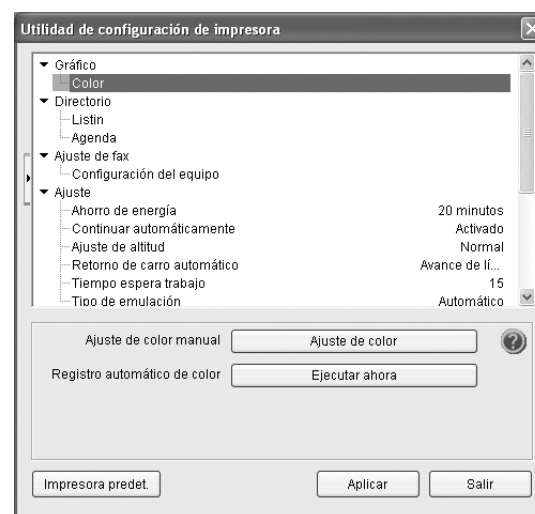 Utilidad de configuración de impresora
Gráfico
Color
Directorio
Listin
Agenda
Ajuste de fax
Configuración del equipo
Ajuste
Ahorro de energía 20 minutos
Continuar automáticamente Activado
Ajuste de altitud Normal
Retorno de carro automático Avance de lí...
Tiempo espera trabajo 15
Tipo de emulación Automático
Ajuste de color manual Ajuste de color
Registro automático de color Ejecutar ahora
Impresora predet. Aplicar Salir